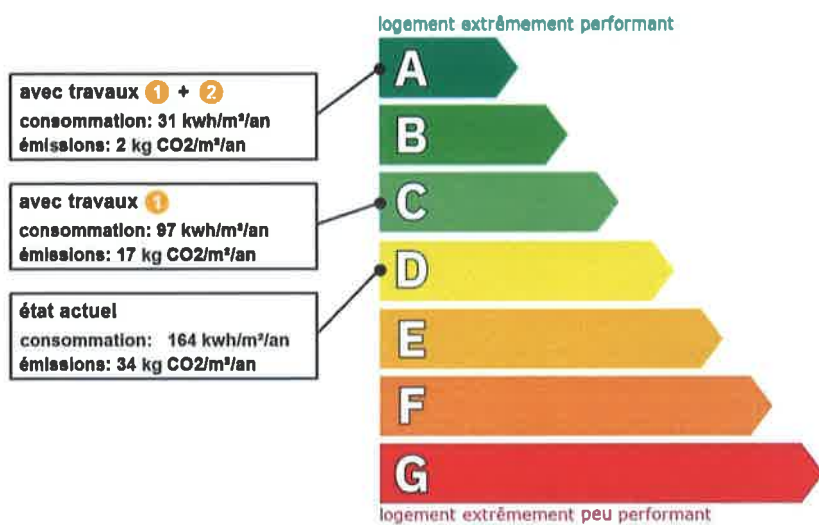 logement extrêmement performant
avec travaux 1 + 2
consommation: 31 kwh/m²/an
émissions: 2 kg CO2/m²/an
avec travaux 1
consommation: 97 kwh/m²/an
émissions: 17 kg CO2/m²/an
état actuel
consommation: 164 kwh/m²/an
émissions: 34 kg CO2/m²/an
A
B
C
D
E
F
G
logement extrêmement peu performant